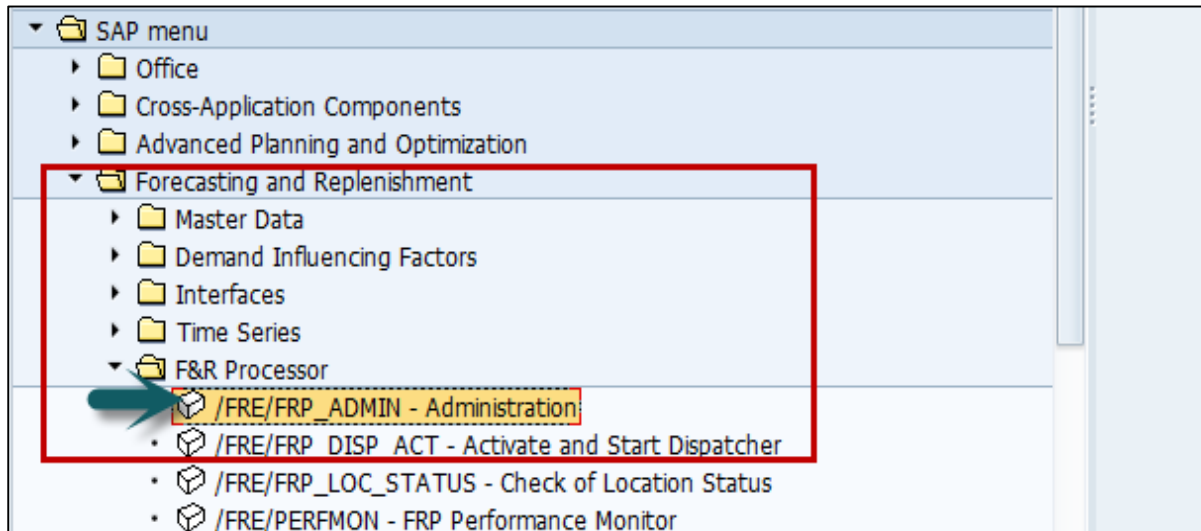 SAP menu
Office
Cross-Application Components
Advanced Planning and Optimization
Forecasting and Replenishment
Master Data
Demand Influencing Factors
Interfaces
Time Series
F&R Processor
/FRE/FRP_ADMIN - Administration
/FRE/FRP_DISP_ACT - Activate and Start Dispatcher
/FRE/FRP_LOC_STATUS - Check of Location Status
/FRE/PERFMON - FRP Performance Monitor